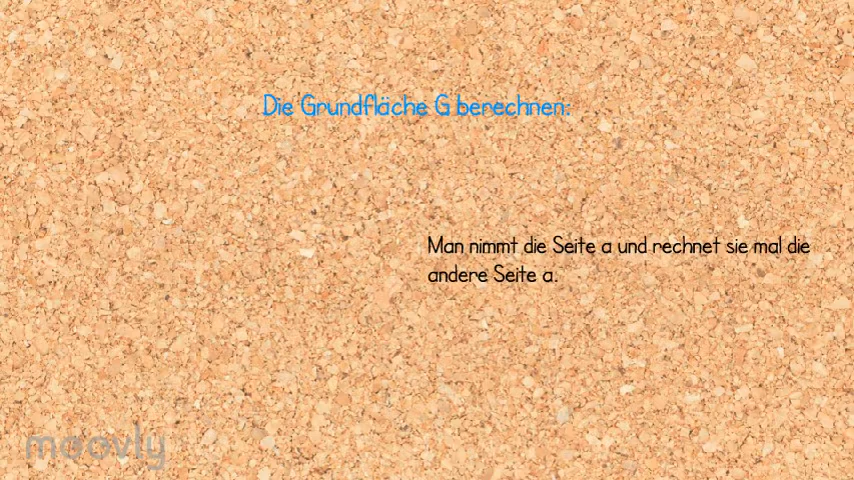 Die Grundfläche G berechnen:
Man nimmt die Seite a und rechnet sie mal die
andere Seite a.
moovly